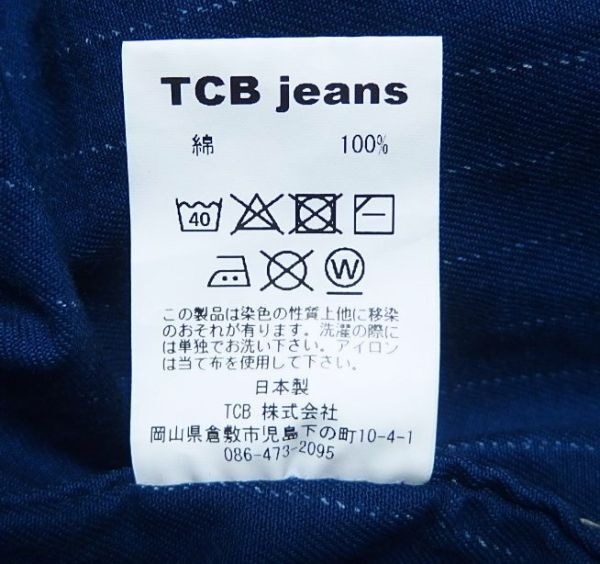 TCB jeans
綿 100%
40
W
この製品は染色の性質上他に移染
のおそれが有ります。洗濯の際に
は単独でお洗い下さい。アイロン
は当て布を使用して下さい。
日本製
TCB 株式会社
岡山県倉敷市児島下の町10-4-1
086-473-2095